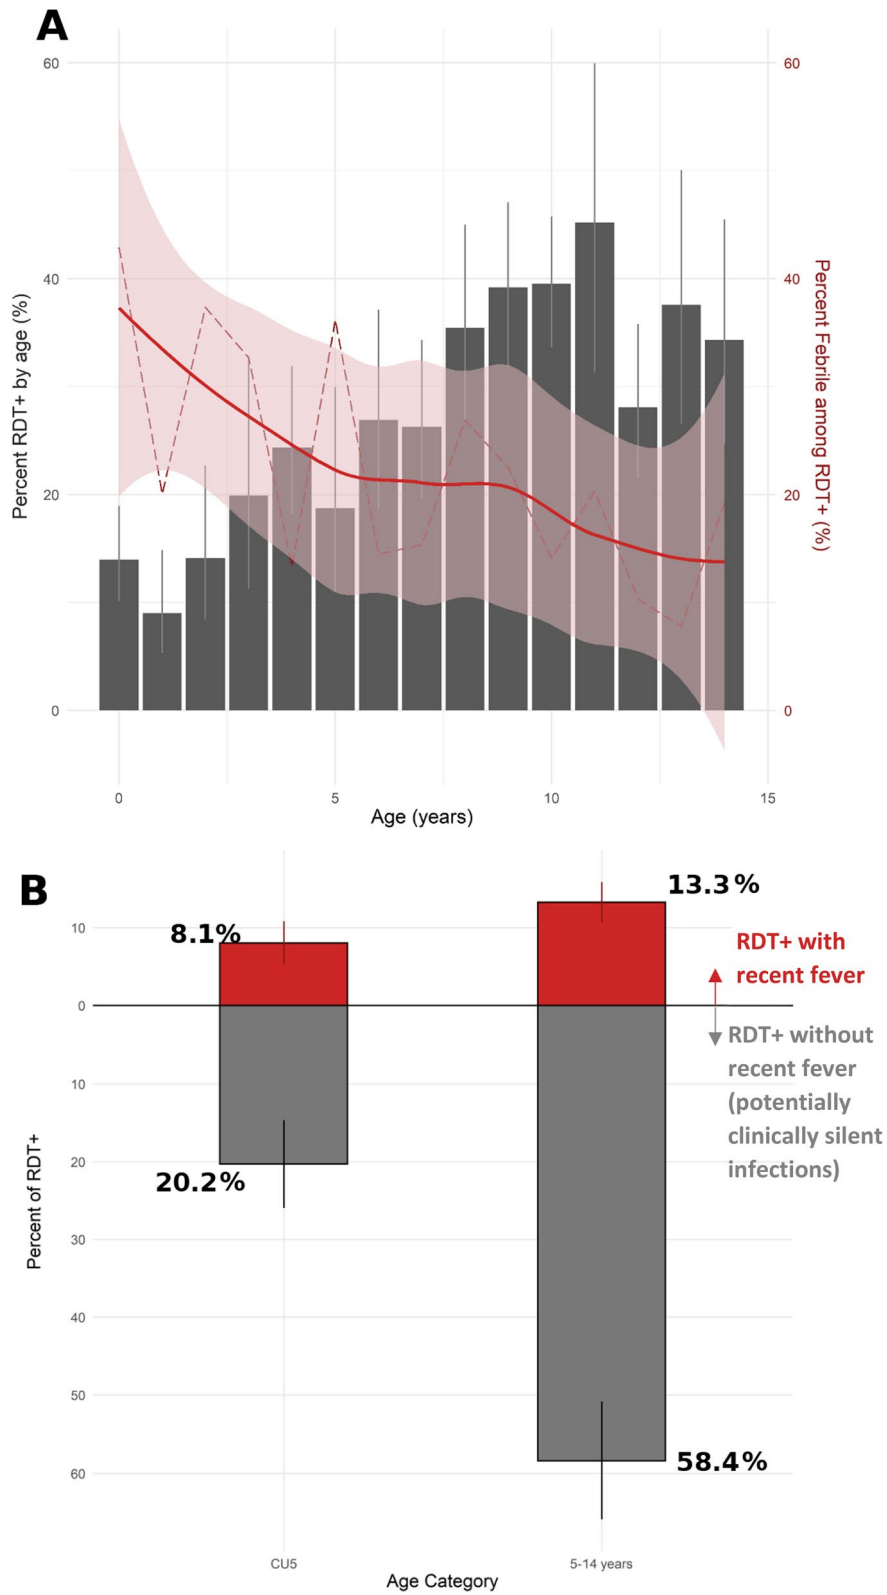 A
60
40
20
0
Percent RDT+ by age (%)
60
40
20
0
Percent Febrile among RDT+ (%)
0
5
10
15
Age (years)
B
10
0
10
20
30
40
50
60
Percent of RDT+
8.1%
13.3%
20.2%
58.4%
RDT+ with
recent fever
RDT+ without
recent fever
(potentially
clinically silent
infections)
CU5
5-14 years
Age Category